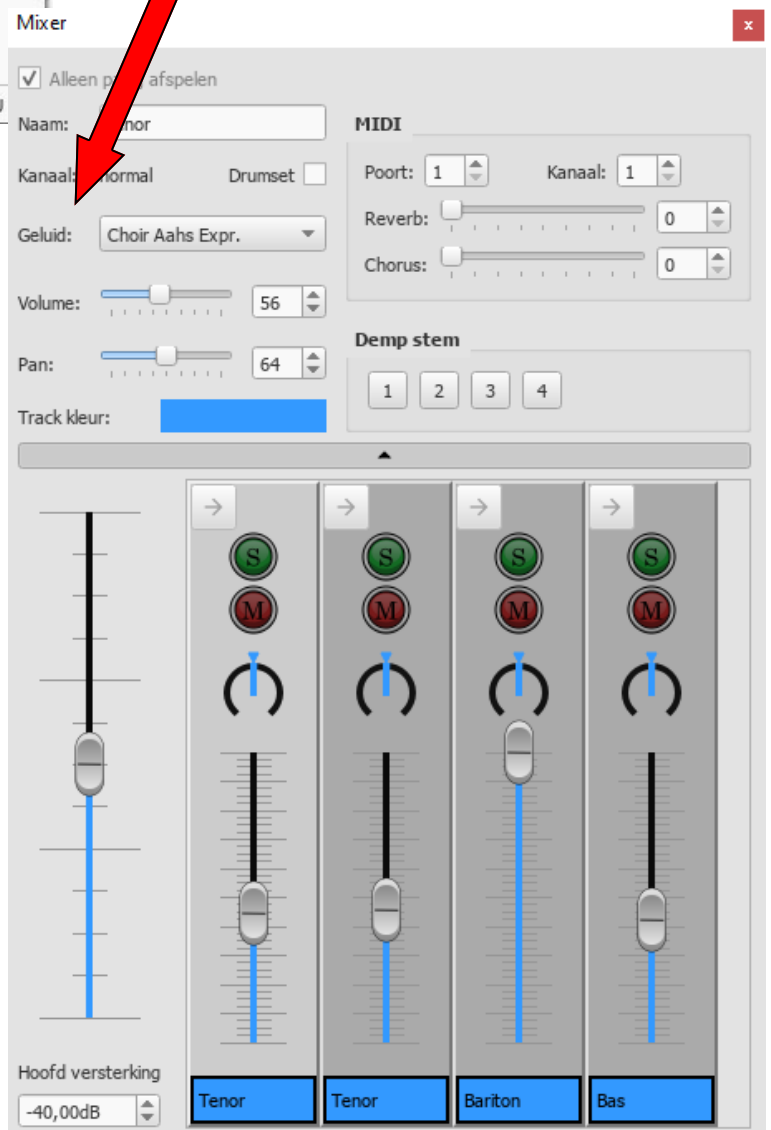 Mixer
x
Alleen afspelen
Naam:
Kanaal: normal Drumset
Geluid: Choir Aahs Expr.
Volume: 56
Pan: 64
Track kleur:
MIDI
Poort: 1 Kanaal: 1
Reverb: 0
Chorus: 0
Demp stem
1 2 3 4
S S S S
M M M M
Hoofd versterking
-40,00dB
Tenor Tenor Bariton Bas